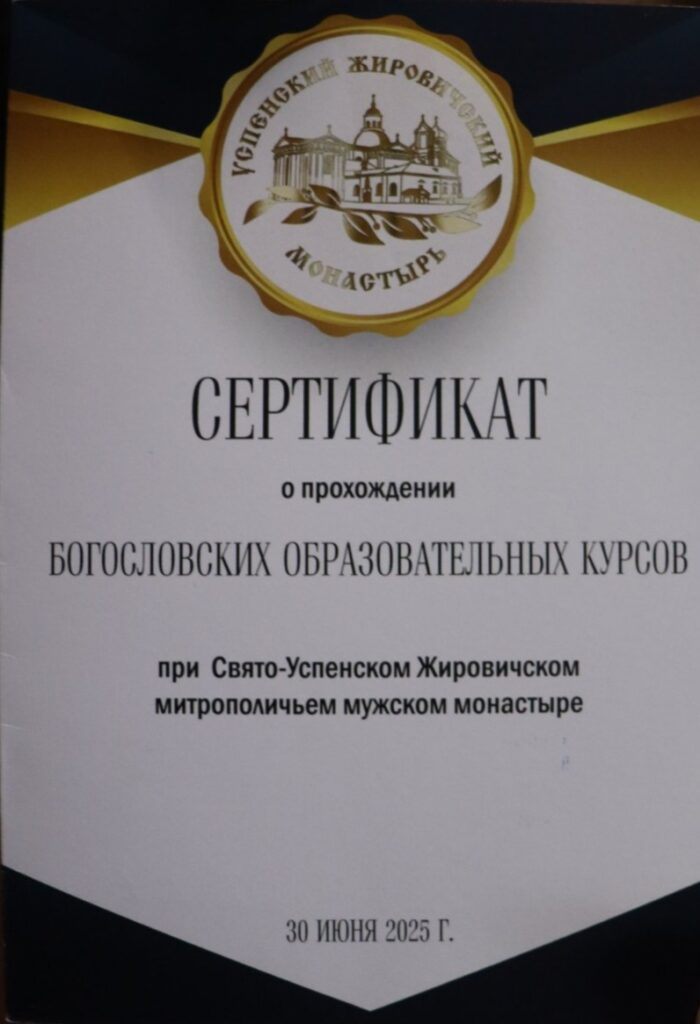 УСПЕНСКИЙ ЖИРОВИЧСКИЙ
МОНАСТЫРЬ
СЕРТИФИКАТ
о прохождении
БОГОСЛОВСКИХ ОБРАЗОВАТЕЛЬНЫХ КУРСОВ
при Свято-Успенском Жировичском
митрополичьем мужском монастыре
30 ИЮНЯ 2025 Г.